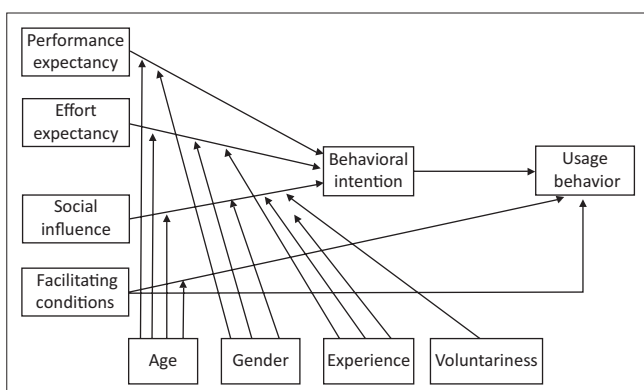 Performance
expectancy
Effort
expectancy
Behavioral
intention
Usage
behavior
Social
influence
Facilitating
conditions
Age
Gender
Experience
Voluntariness